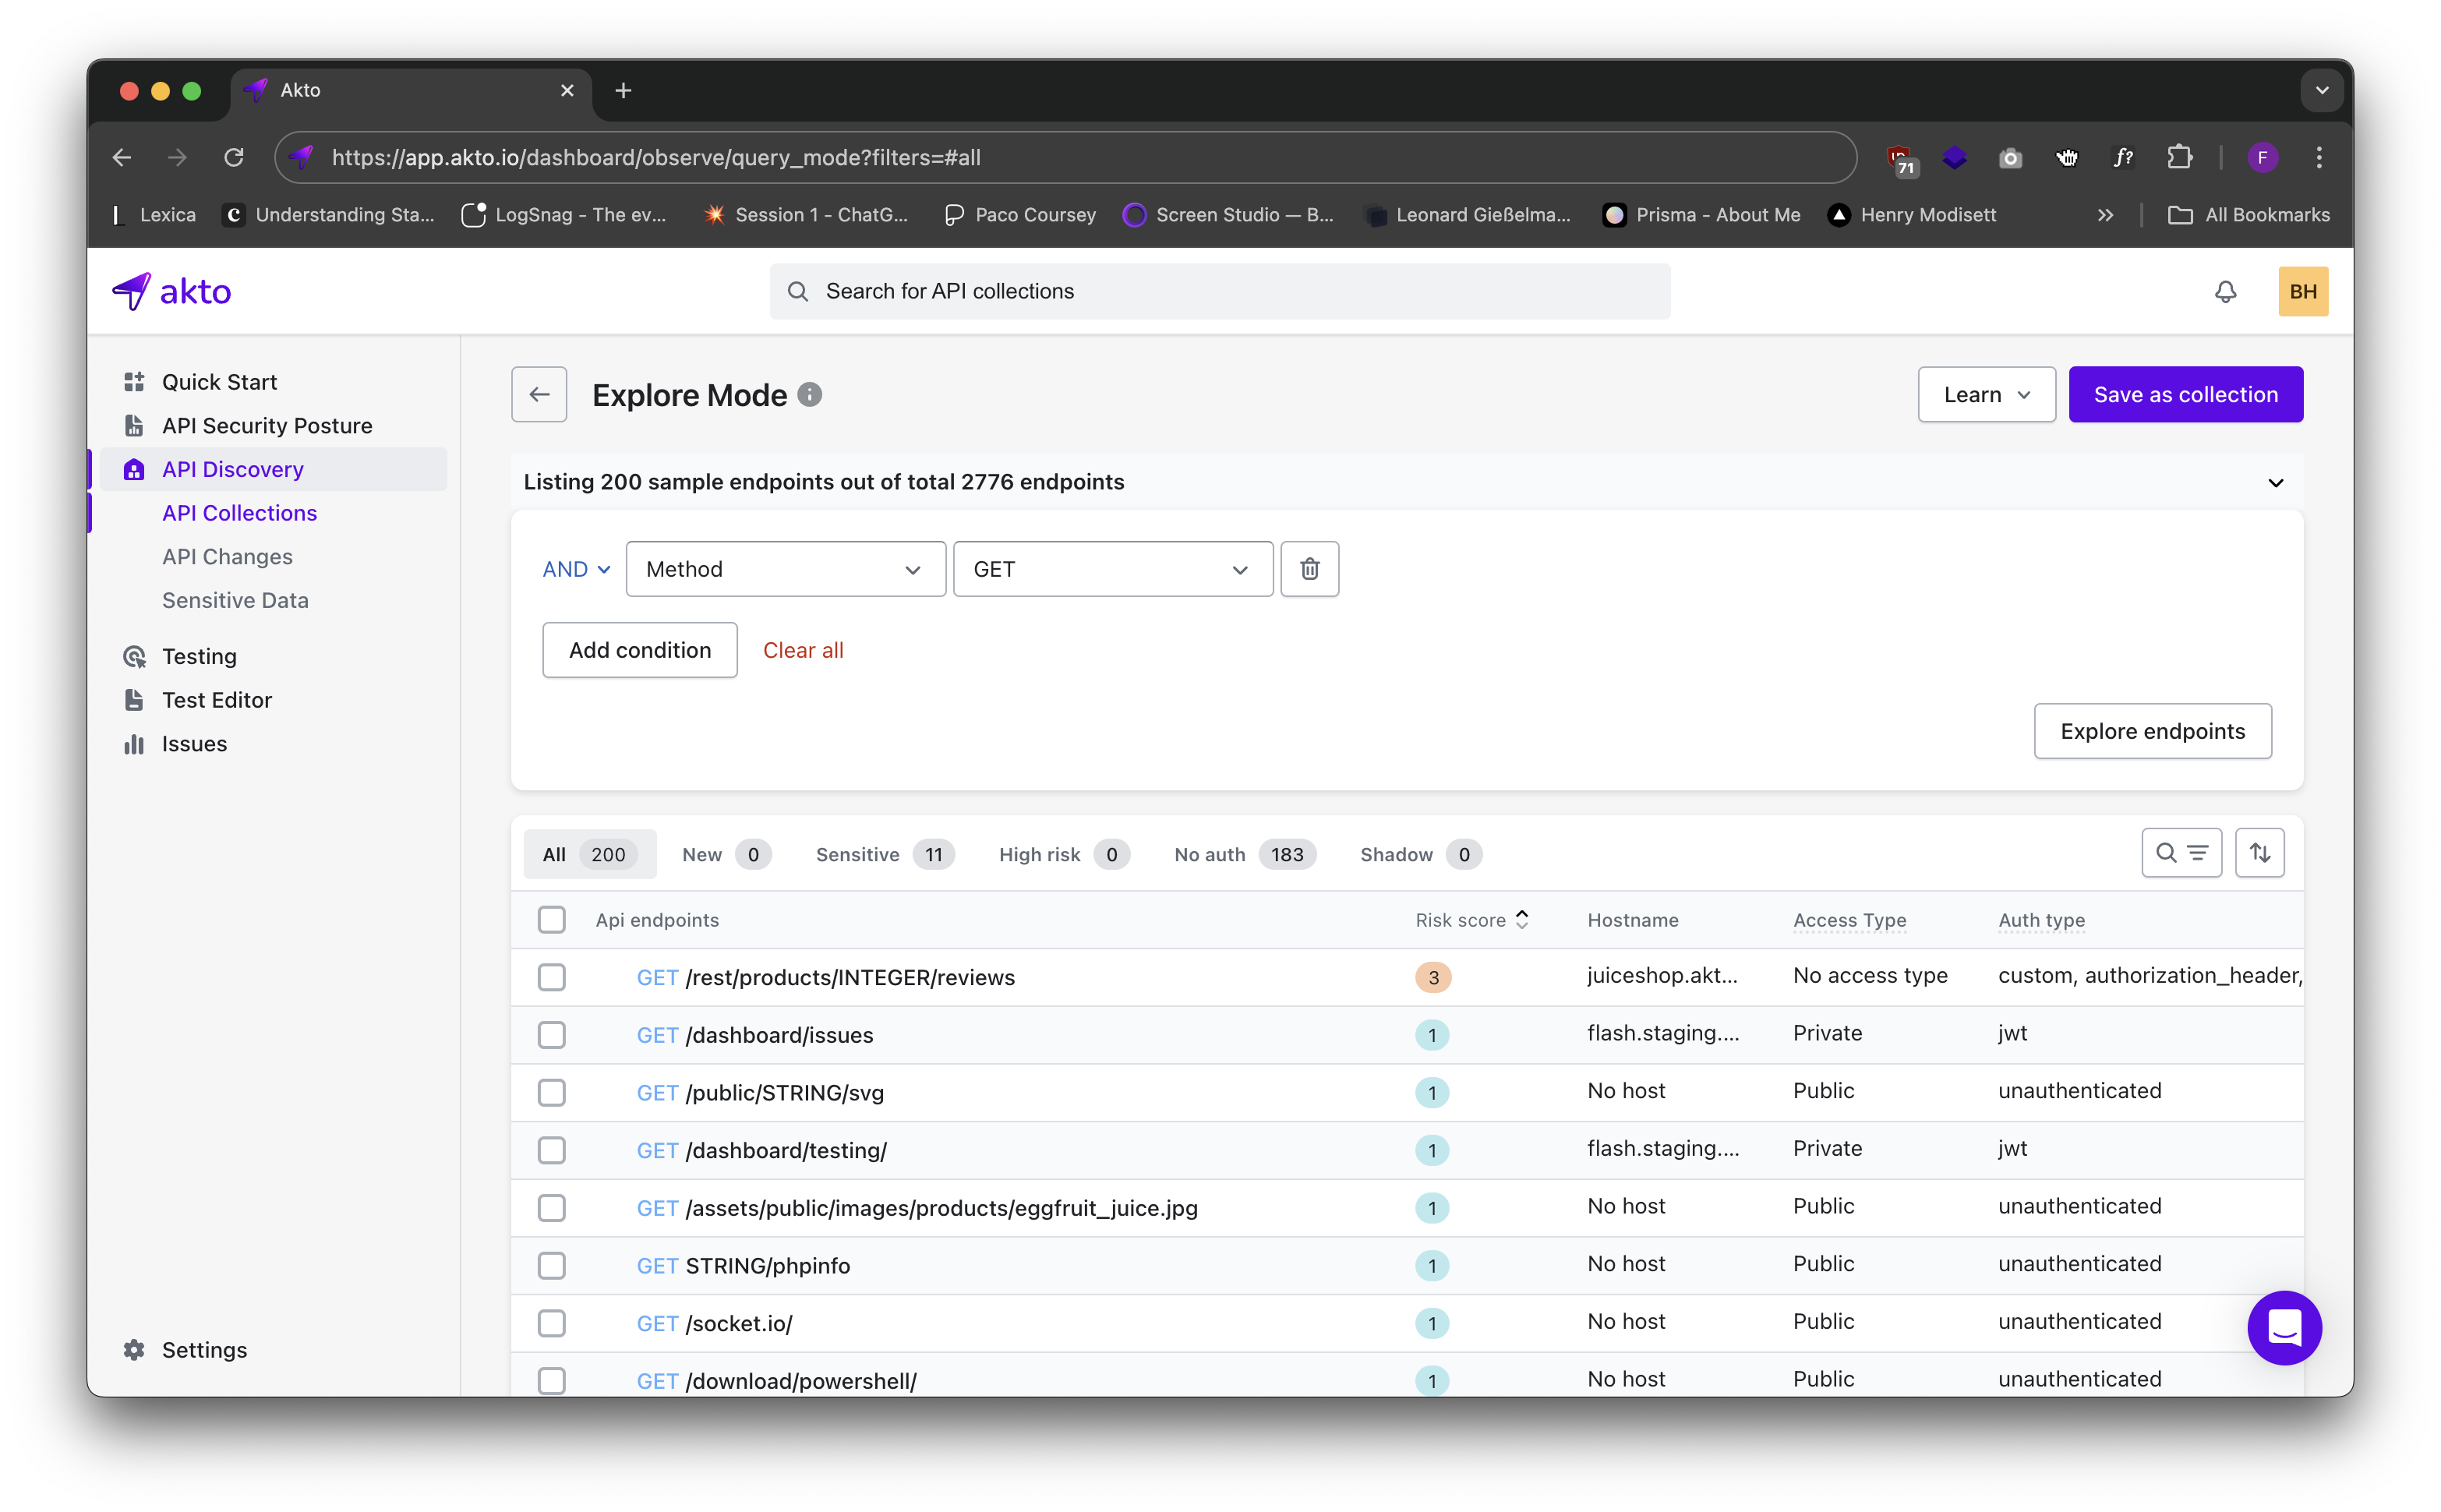 Akto
https://app.akto.io/dashboard/observe/query_mode?filters=#all
71
f?
F
Lexica
Understanding Sta...
LogSnag - The ev...
Session 1 - ChatG...
Paco Coursey
Screen Studio — B...
Leonard Gießelma...
Prisma - About Me
Henry Modisett
All Bookmarks
akto
Search for API collections
BH
Quick Start
API Security Posture
API Discovery
API Collections
API Changes
Sensitive Data
Testing
Test Editor
Issues
Settings
Explore Mode
Learn
Save as collection
Listing 200 sample endpoints out of total 2776 endpoints
AND Method GET
Add condition Clear all
Explore endpoints
All 200 New 0 Sensitive 11 High risk 0 No auth 183 Shadow 0
Api endpoints Risk score Hostname Access Type Auth type
GET /rest/products/INTEGER/reviews 3 juiceshop.akt... No access type custom, authorization_header,
GET /dashboard/issues 1 flash.staging.... Private jwt
GET /public/STRING/svg 1 No host Public unauthenticated
GET /dashboard/testing/ 1 flash.staging.... Private jwt
GET /assets/public/images/products/eggfruit_juice.jpg 1 No host Public unauthenticated
GET STRING/phpinfo 1 No host Public unauthenticated
GET /socket.io/ 1 No host Public unauthenticated
GET /download/powershell/ 1 No host Public unauthenticated